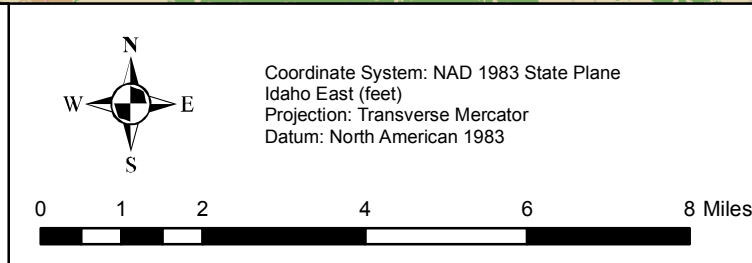 N
W E
S
Coordinate System: NAD 1983 State Plane
Idaho East (feet)
Projection: Transverse Mercator
Datum: North American 1983
0 1 2 4 6 8 Miles